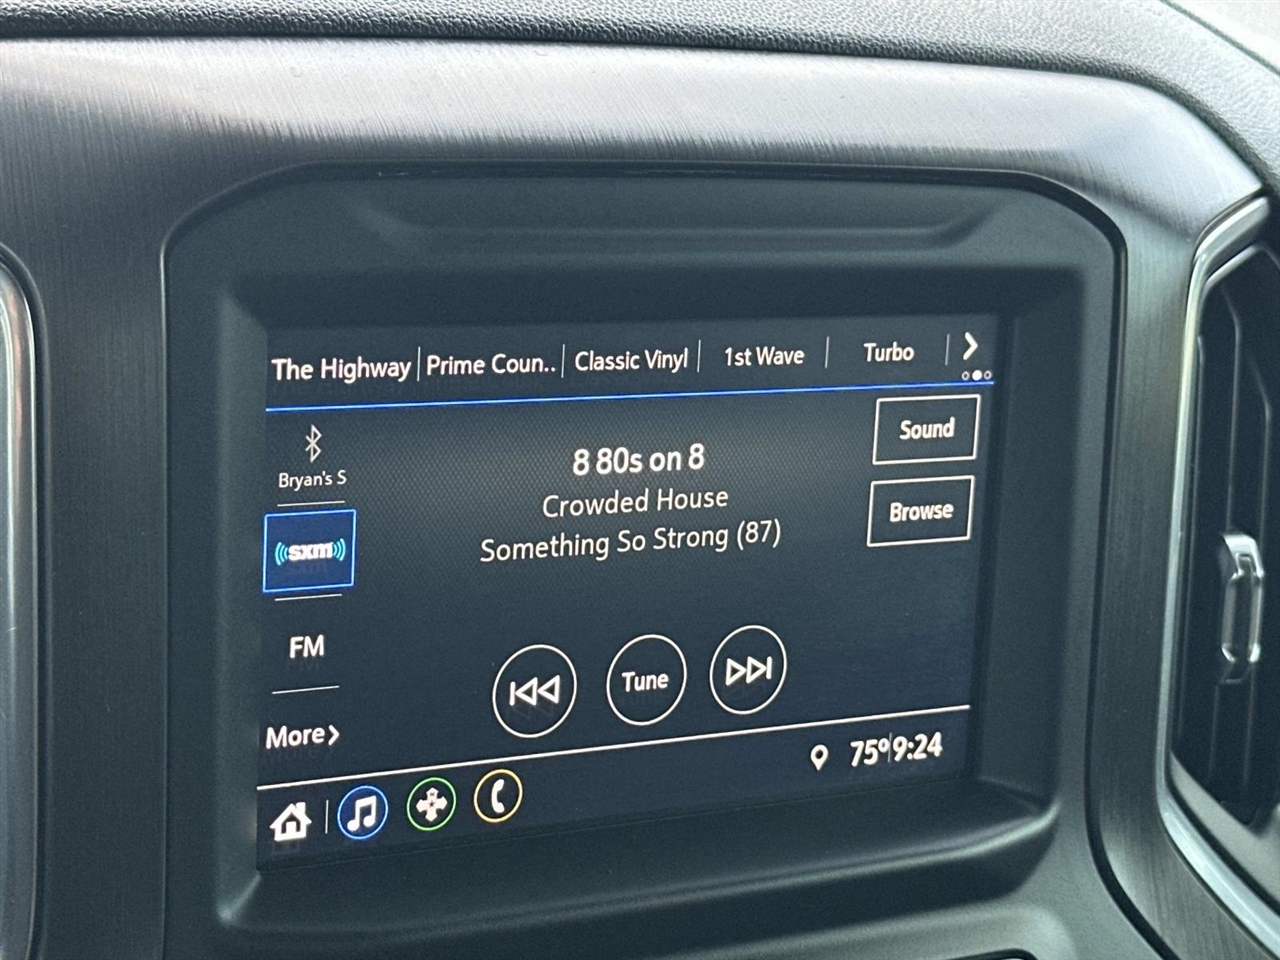 The Highway
Prime Coun..
Classic Vinyl
1st Wave
Turbo
Bryan's S
8 80s on 8
Crowded House
Something So Strong (87)
Sound
Browse
((sxm))
FM
More
Tune
75° 9:24